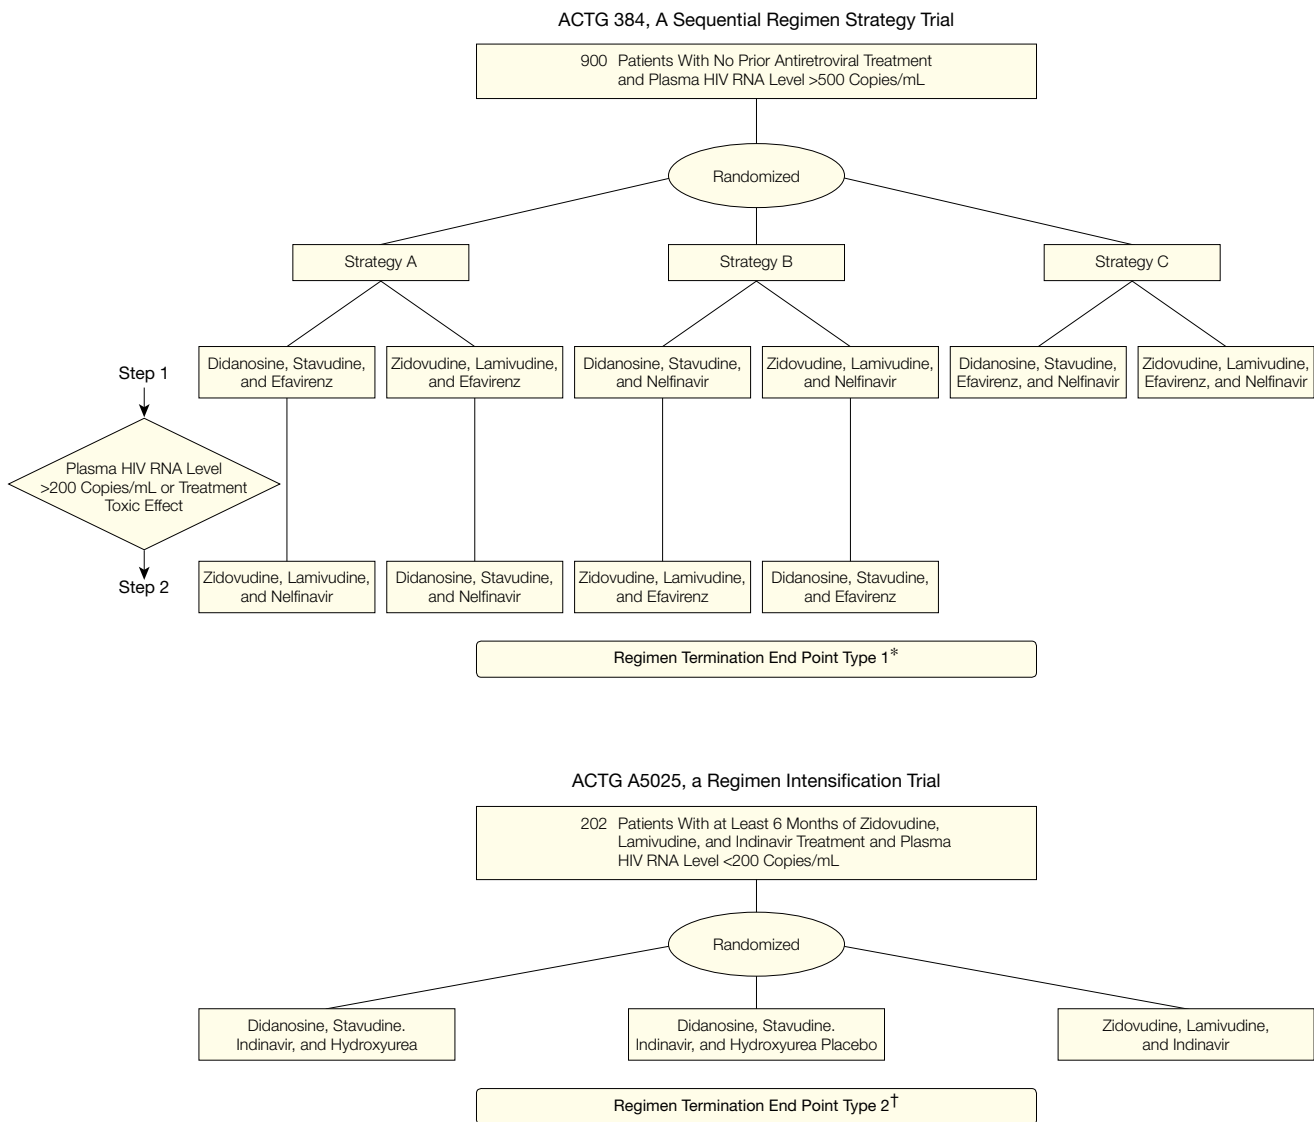 ACTG 384, A Sequential Regimen Strategy Trial
900 Patients With No Prior Antiretroviral Treatment
and Plasma HIV RNA Level >500 Copies/mL
Randomized
Strategy A
Strategy B
Strategy C
Step 1
Didanosine, Stavudine,
and Efavirenz
Zidovudine, Lamivudine,
and Efavirenz
Didanosine, Stavudine,
and Nelfinavir
Zidovudine, Lamivudine,
and Nelfinavir
Didanosine, Stavudine,
Efavirenz, and Nelfinavir
Zidovudine, Lamivudine,
Efavirenz, and Nelfinavir
Plasma HIV RNA Level
>200 Copies/mL or Treatment
Toxic Effect
Step 2
Zidovudine, Lamivudine,
and Nelfinavir
Didanosine, Stavudine,
and Nelfinavir
Zidovudine, Lamivudine,
and Efavirenz
Didanosine, Stavudine,
and Efavirenz
Regimen Termination End Point Type 1*
ACTG A5025, a Regimen Intensification Trial
202 Patients With at Least 6 Months of Zidovudine,
Lamivudine, and Indinavir Treatment and Plasma
HIV RNA Level <200 Copies/mL
Randomized
Didanosine, Stavudine.
Indinavir, and Hydroxyurea
Didanosine, Stavudine.
Indinavir, and Hydroxyurea Placebo
Zidovudine, Lamivudine,
and Indinavir
Regimen Termination End Point Type 2†